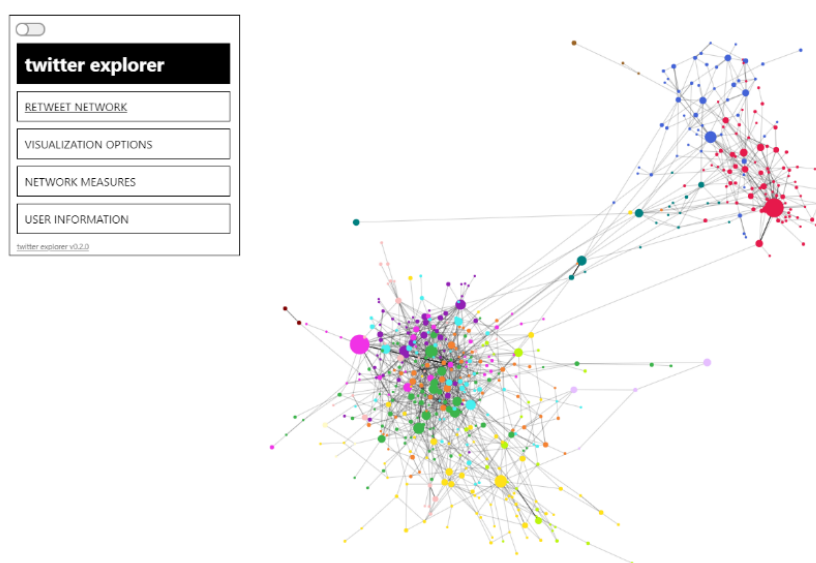 twitter explorer
RETWEET NETWORK
VISUALIZATION OPTIONS
NETWORK MEASURES
USER INFORMATION
twitter explorer v0.2.0